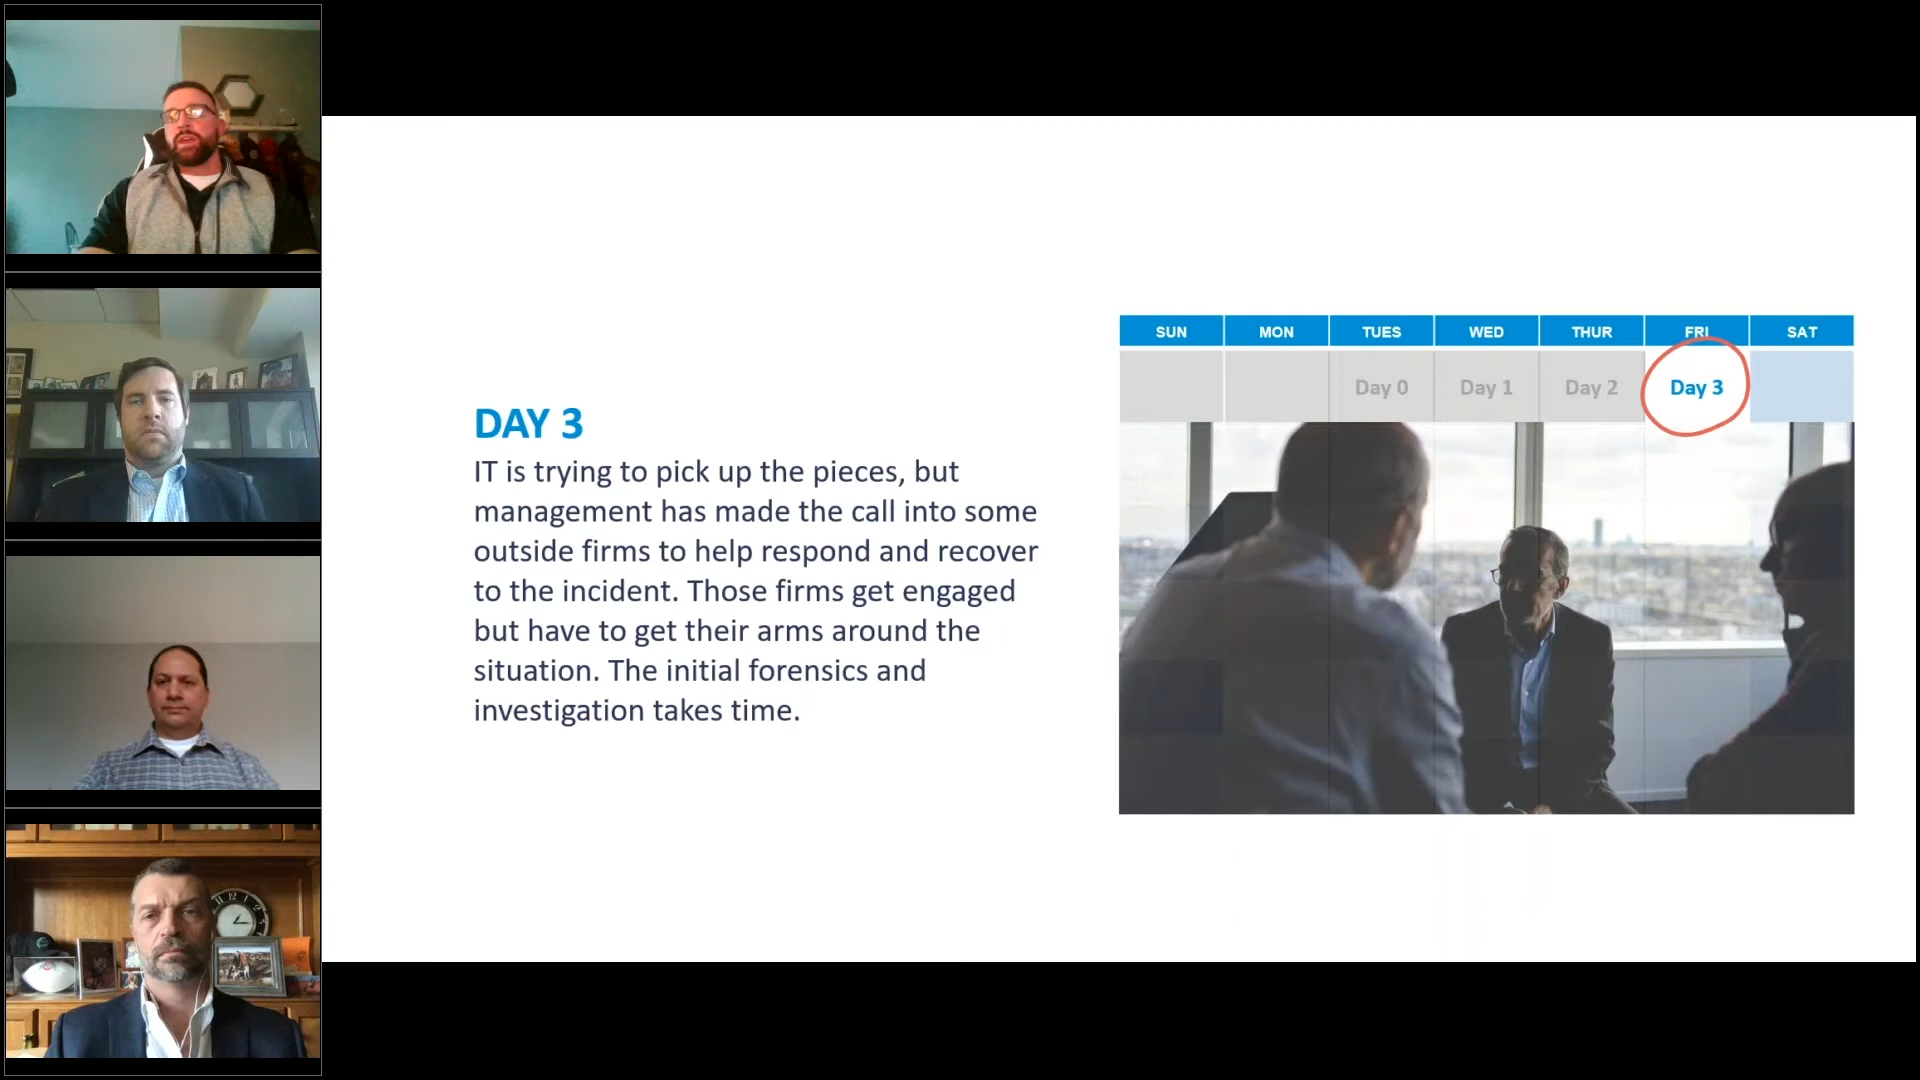 DAY 3
IT is trying to pick up the pieces, but
management has made the call into some
outside firms to help respond and recover
to the incident. Those firms get engaged
but have to get their arms around the
situation. The initial forensics and
investigation takes time.
SUN MON TUES WED THUR FRI SAT
Day 0 Day 1 Day 2 Day 3